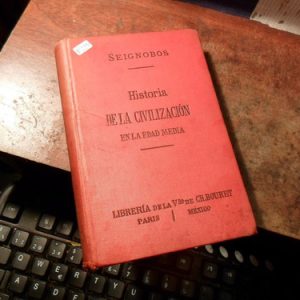 SEIGNOBOS
Historia
DE LA CIVILIZACIÓN
EN LA EDAD MEDIA
LIBRERÍA DE LA Vda DE CH. BOURET
PARIS | MÉXICO